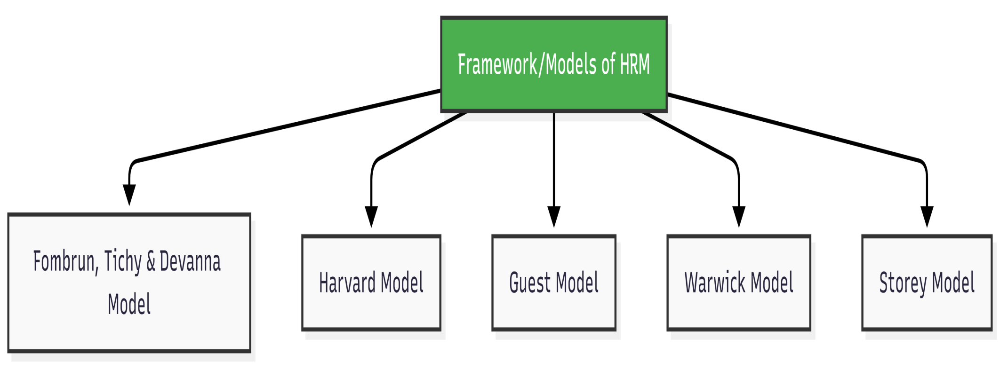 Framework/Models of HRM
Fombrun, Tichy & Devanna
Model
Harvard Model
Guest Model
Warwick Model
Storey Model